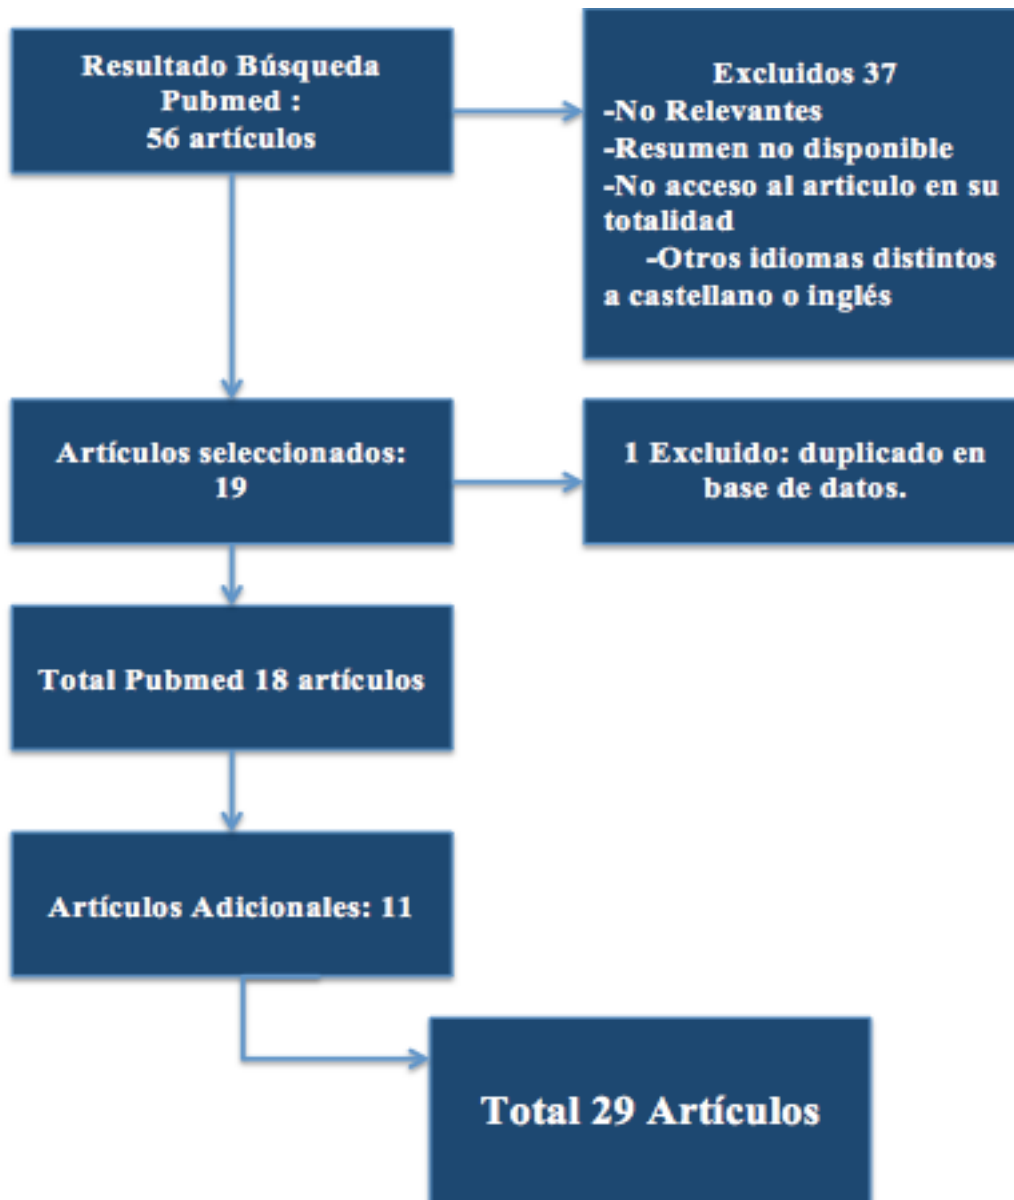 Resultado Búsqueda
Pubmed :
56 artículos
Excluidos 37
-No Relevantes
-Resumen no disponible
-No acceso al articulo en su
totalidad
-Otros idiomas distintos
a castellano o inglés
Artículos seleccionados:
19
1 Excluido: duplicado en
base de datos.
Total Pubmed 18 artículos
Artículos Adicionales: 11
Total 29 Artículos